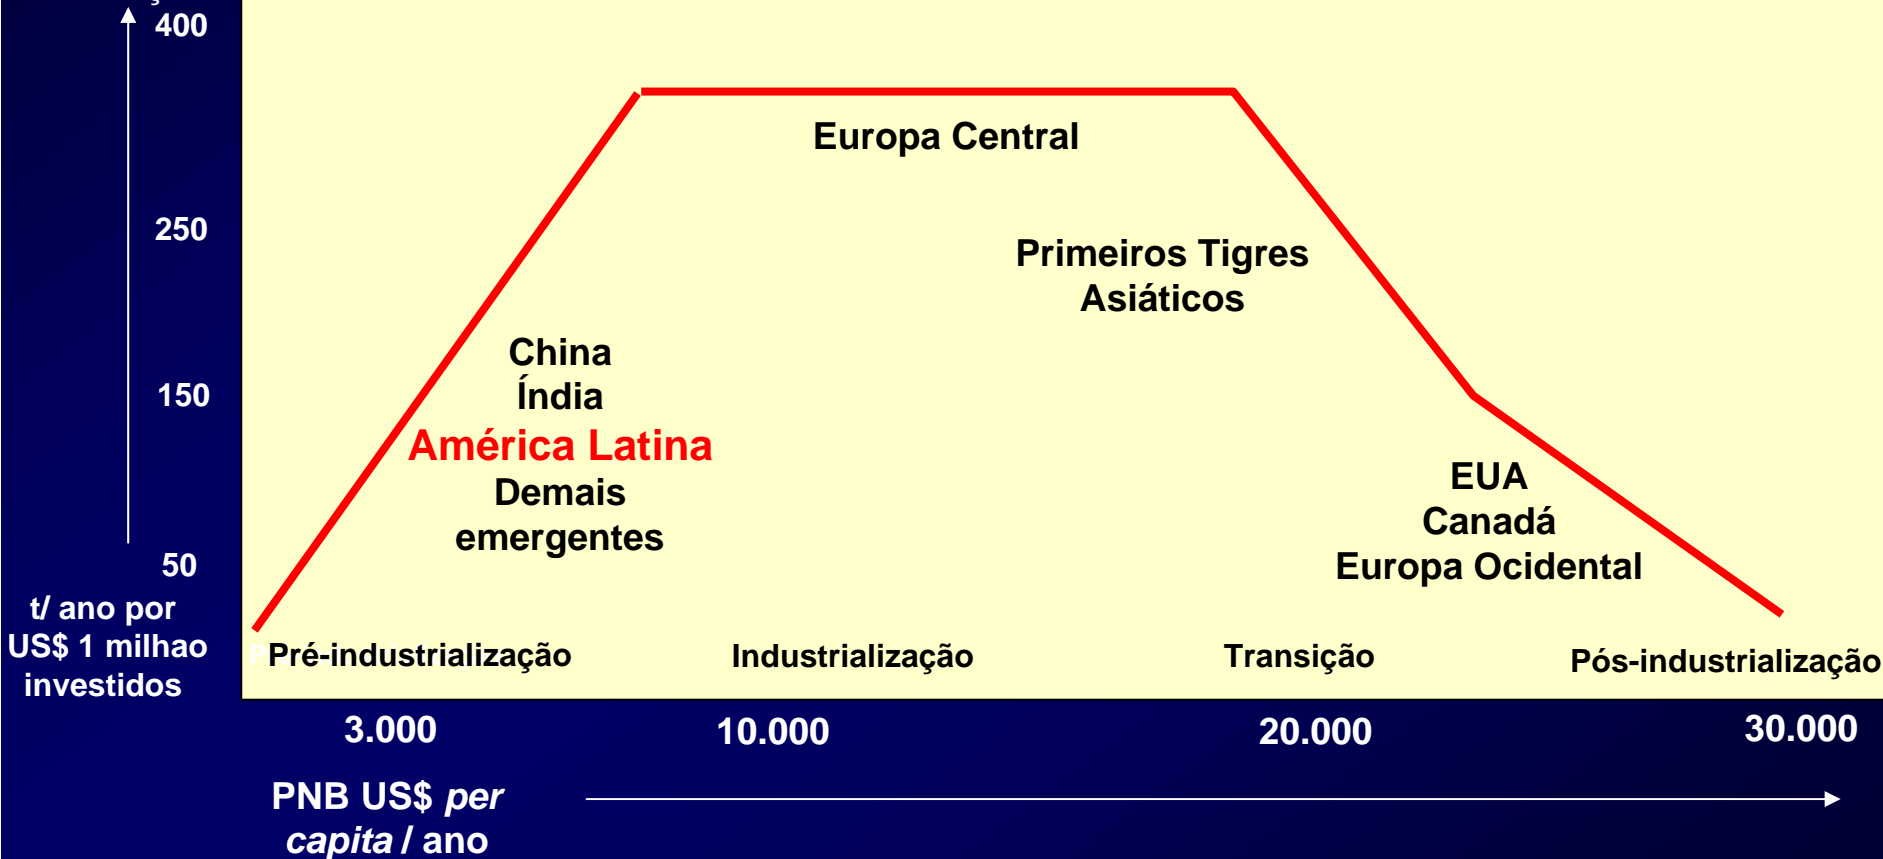 400
250
150
50
t/ ano por
US$ 1 milhao
investidos
Europa Central
Primeiros Tigres
Asiáticos
China
Índia
América Latina
Demais
emergentes
EUA
Canadá
Europa Ocidental
Pré-industrialização
Industrialização
Transição
Pós-industrialização
3.000
10.000
20.000
30.000
PNB US$ per
capita / ano